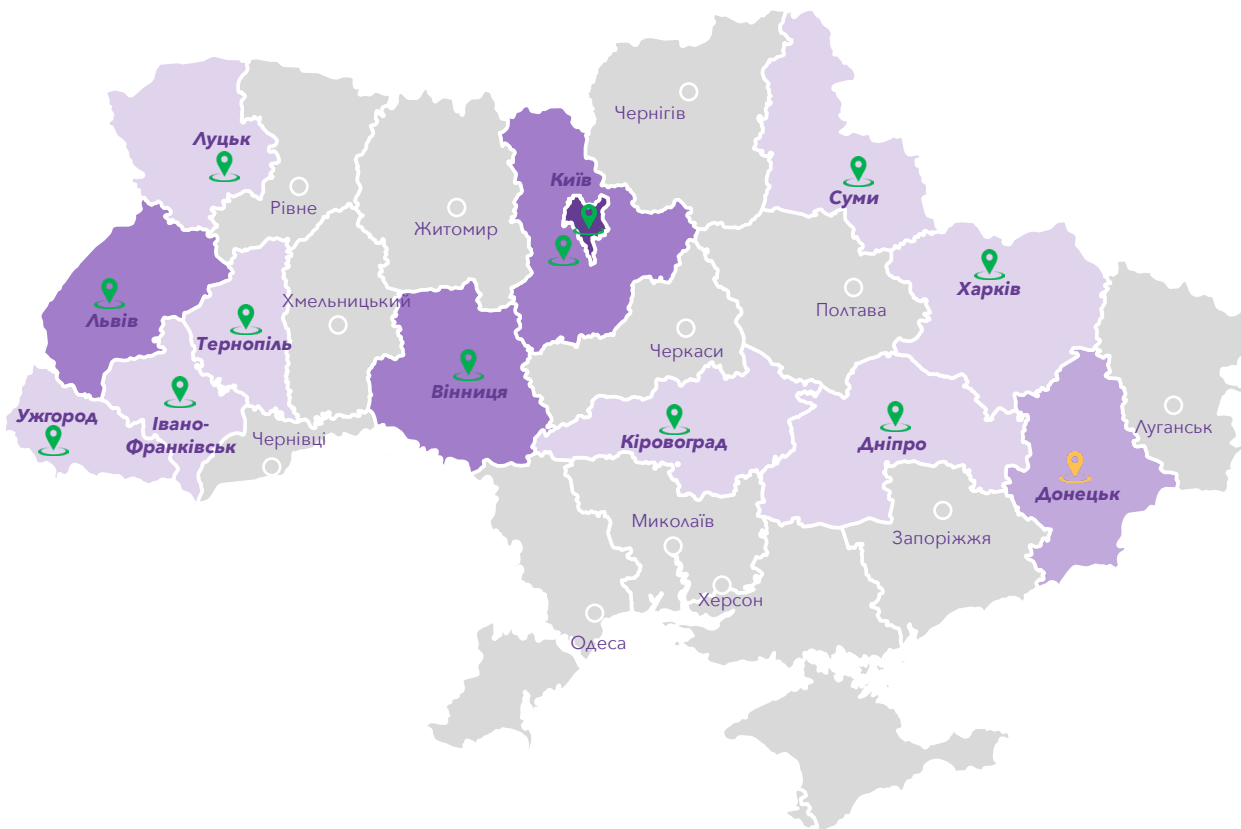 Чернігів
Луцьк
Київ
Суми
Рівне
Житомир
Харків
Хмельницький
Полтава
Львів
Тернопіль
Черкаси
Вінниця
Ужгород
Івано-
Франківськ
Чернівці
Кіровоград
Дніпро
Луганськ
Донецьк
Миколаїв
Запоріжжя
Херсон
Одеса